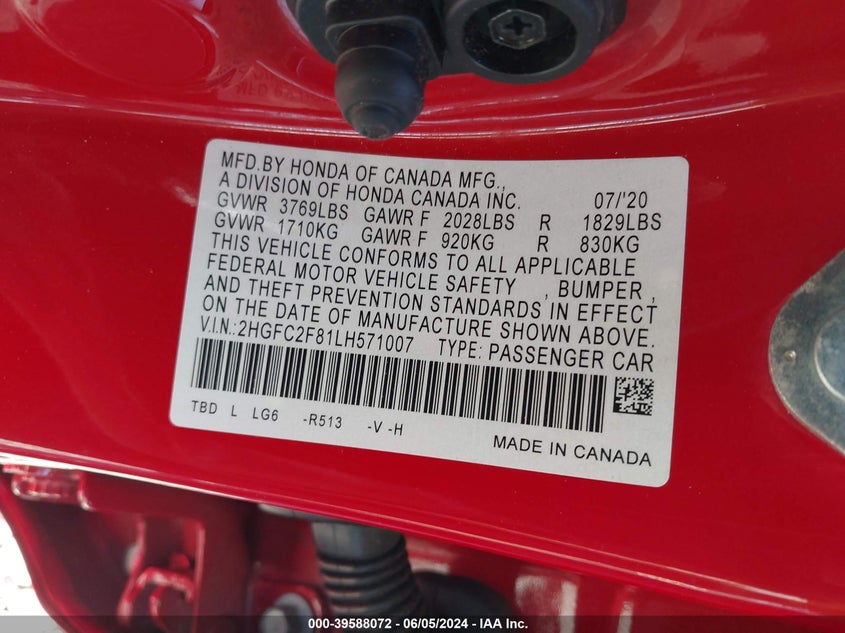 MFD.BY HONDA OF CANADA MFG.,
A DIVISION OF HONDA CANADA INC. 07/'20
GVWR 3769LBS GAWR F 2028LBS R 1829LBS
GVWR 1710KG GAWR F 920KG R 830KG
THIS VEHICLE CONFORMS TO ALL APPLICABLE
FEDERAL MOTOR VEHICLE SAFETY , BUMPER ,
AND THEFT PREVENTION STANDARDS IN EFFECT
ON THE DATE OF MANUFACTURE SHOWN ABOVE.
V.I.N.:2HGFC2F81LH571007 TYPE: PASSENGER CAR
TBD L LG6 -R513 -V -H
MADE IN CANADA
000-39588072 - 06/05/2024 - IAA Inc.